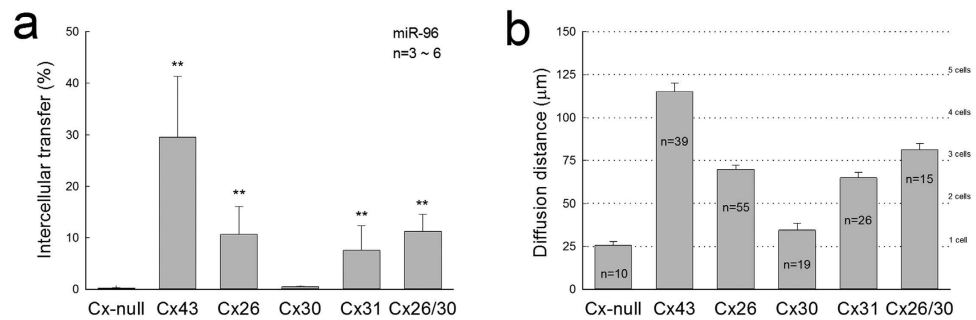 a
Intercellular transfer (%)
50
40
30
20
10
0
miR-96
n=3 ~ 6
**
**
**
**
Cx-null Cx43 Cx26 Cx30 Cx31 Cx26/30
b
Diffusion distance (μm)
150
125
100
75
50
25
0
5 cells
4 cells
3 cells
2 cells
1 cell
n=10
n=39
n=55
n=19
n=26
n=15
Cx-null Cx43 Cx26 Cx30 Cx31 Cx26/30